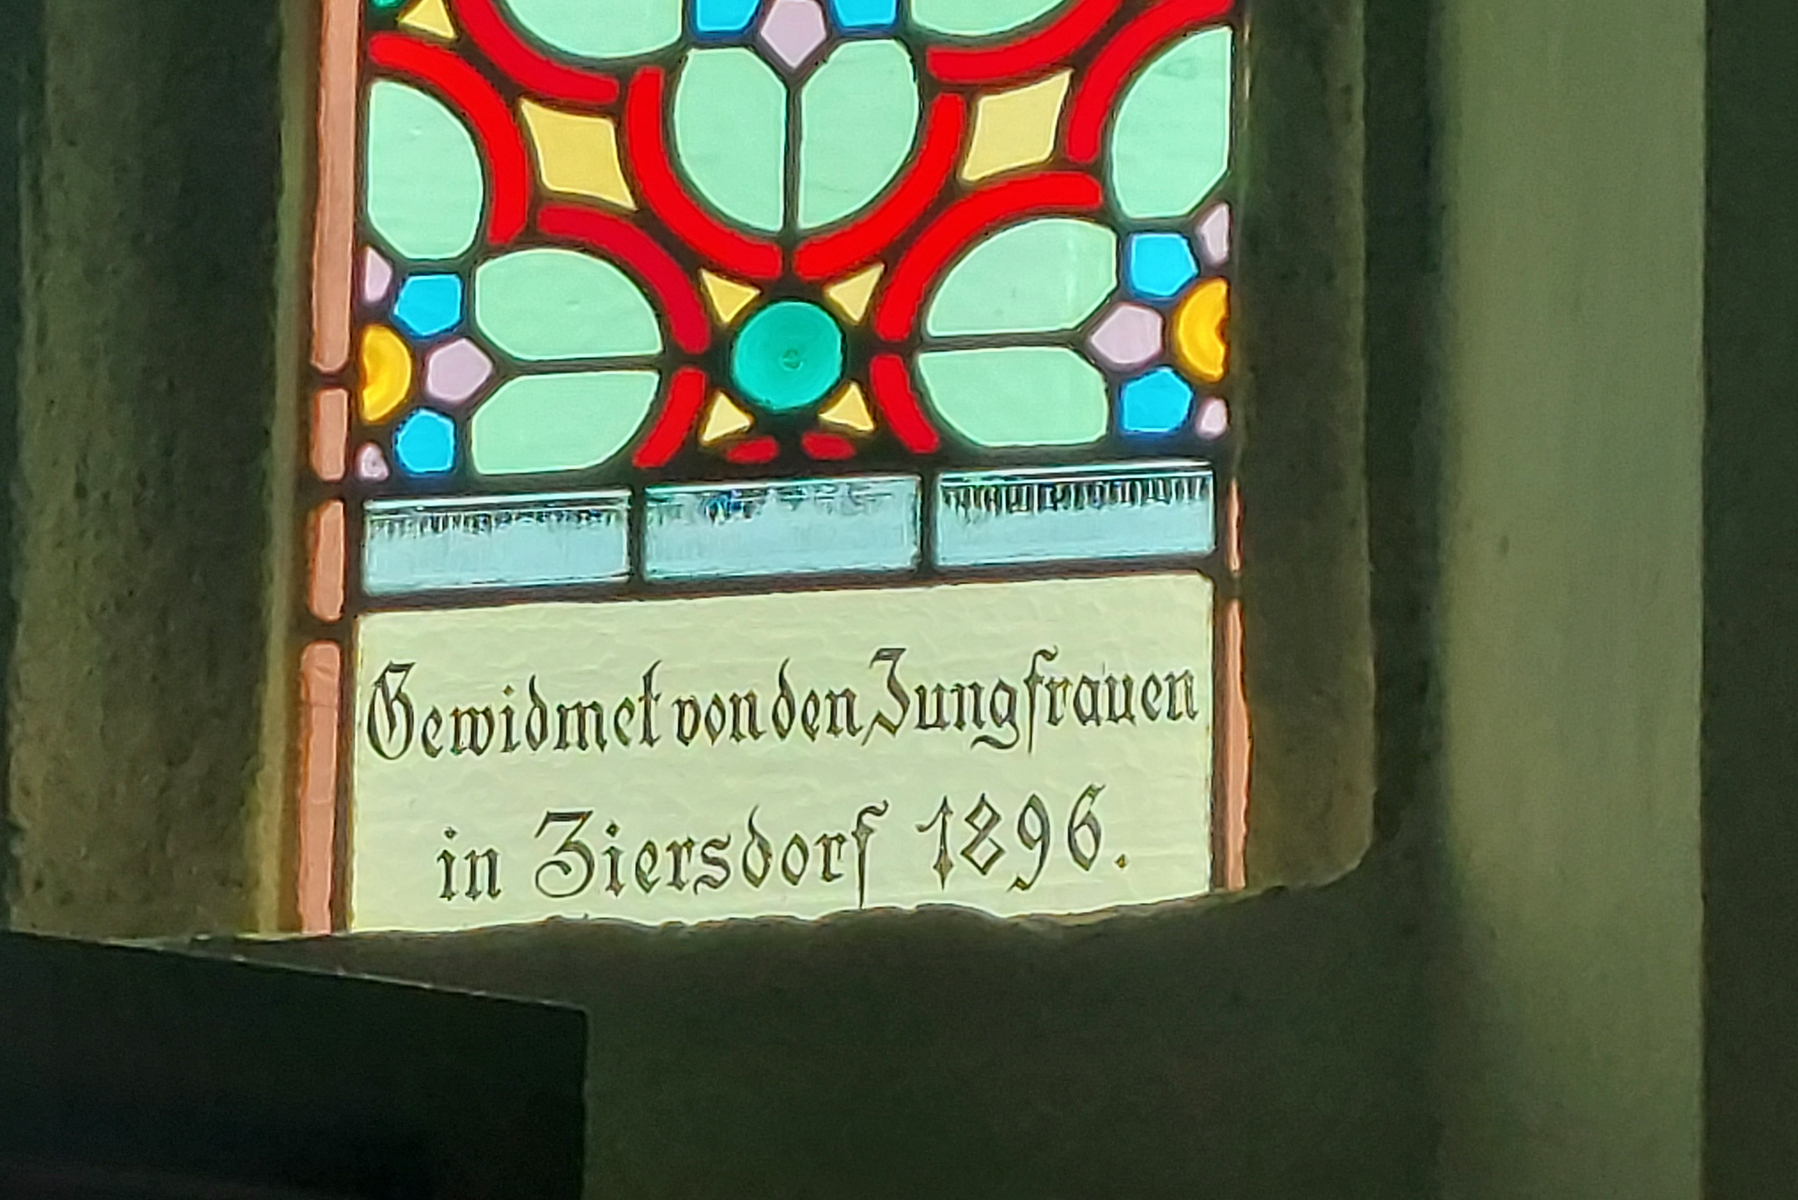 Gewidmet von den Jungfrauen
in Ziersdorf 1896.